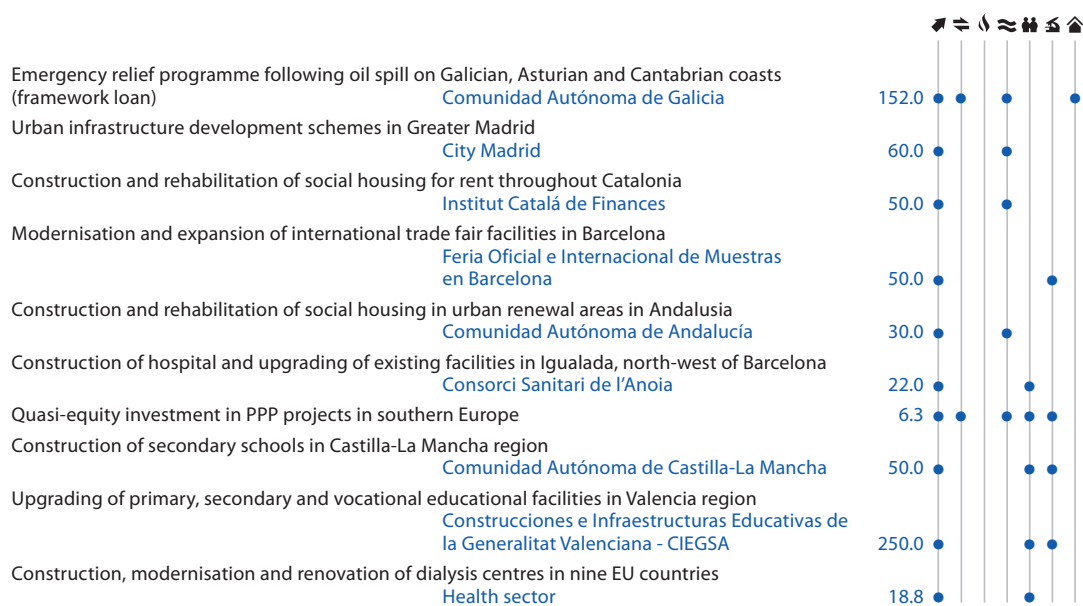 Emergency relief programme following oil spill on Galician, Asturian and Cantabrian coasts
(framework loan) Comunidad Autónoma de Galicia 152.0
Urban infrastructure development schemes in Greater Madrid
City Madrid 60.0
Construction and rehabilitation of social housing for rent throughout Catalonia
Institut Catalá de Finances 50.0
Modernisation and expansion of international trade fair facilities in Barcelona
Feria Oficial e Internacional de Muestras
en Barcelona 50.0
Construction and rehabilitation of social housing in urban renewal areas in Andalusia
Comunidad Autónoma de Andalucía 30.0
Construction of hospital and upgrading of existing facilities in Igualada, north-west of Barcelona
Consorci Sanitari de l'Anoia 22.0
Quasi-equity investment in PPP projects in southern Europe 6.3
Construction of secondary schools in Castilla-La Mancha region
Comunidad Autónoma de Castilla-La Mancha 50.0
Upgrading of primary, secondary and vocational educational facilities in Valencia region
Construcciones e Infraestructuras Educativas de
la Generalitat Valenciana - CIEGSA 250.0
Construction, modernisation and renovation of dialysis centres in nine EU countries
Health sector 18.8